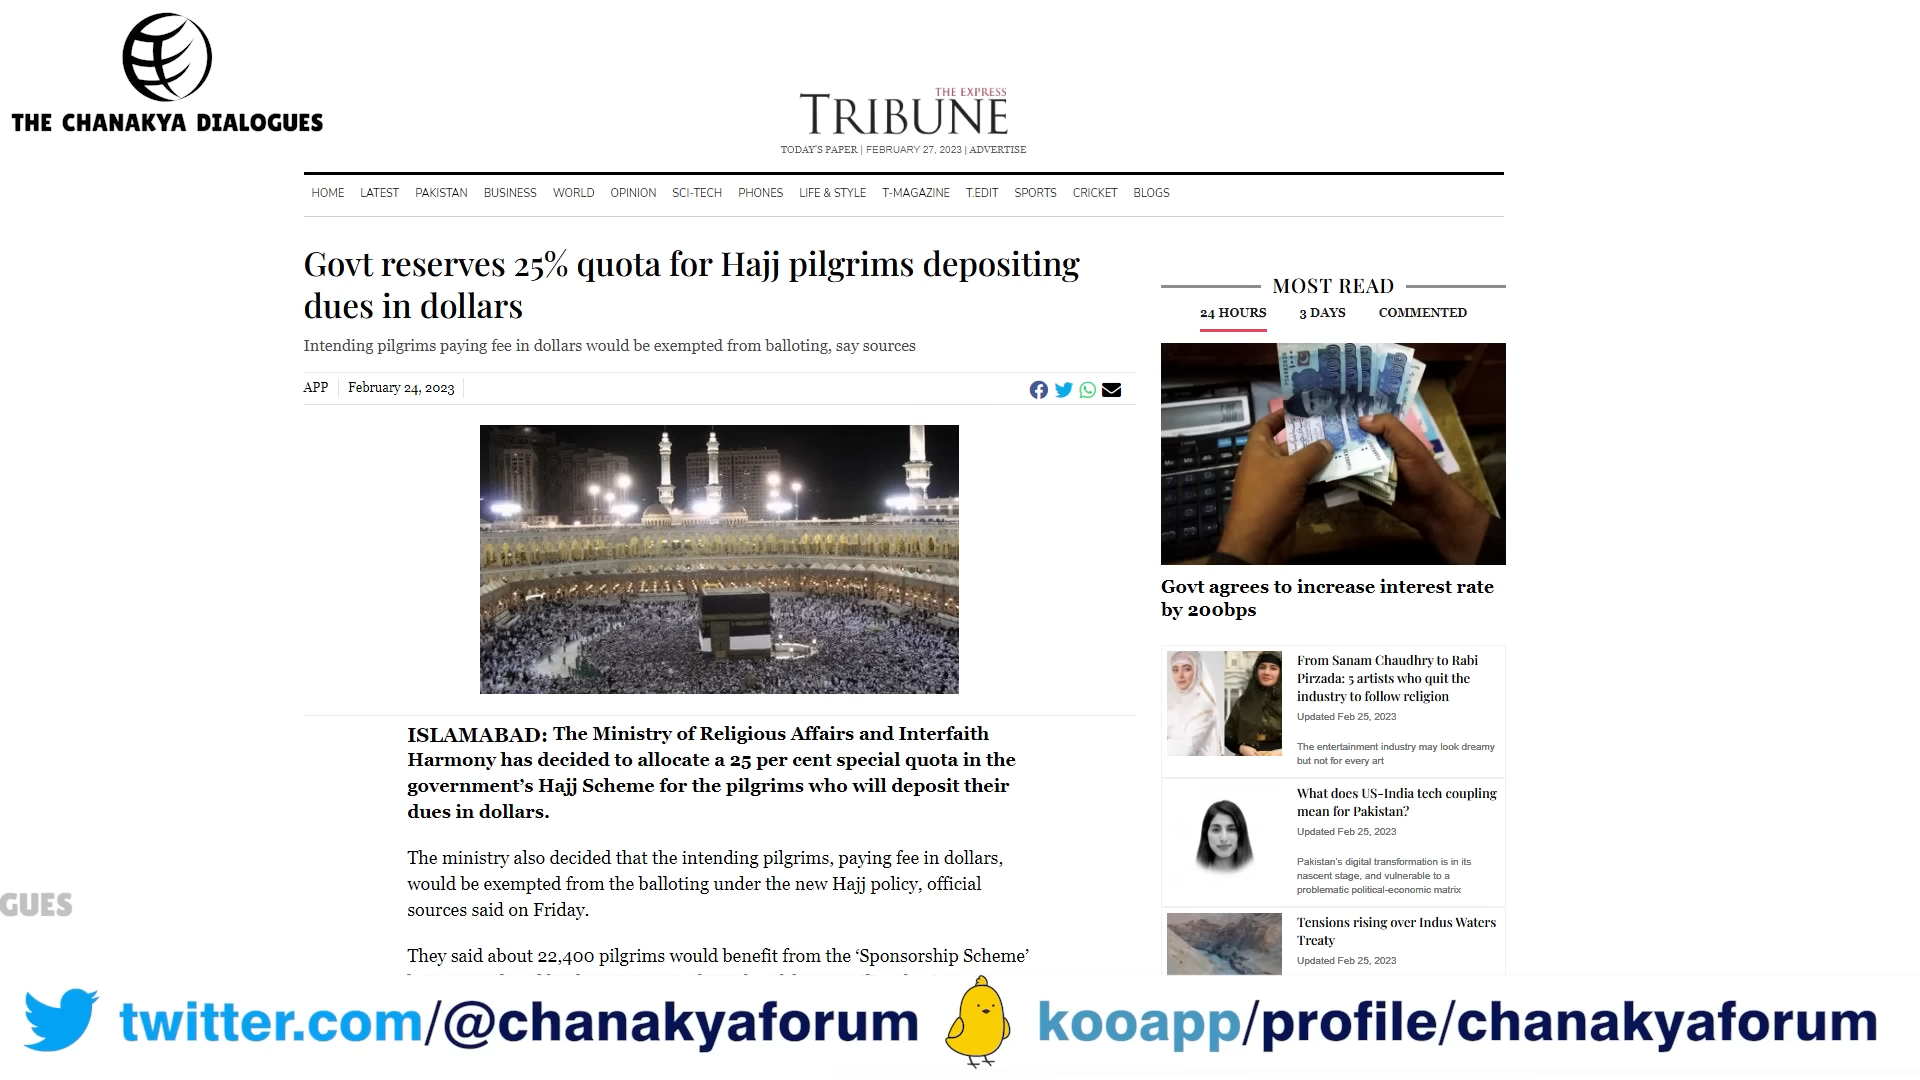 THE CHANAKYA DIALOGUES
THE EXPRESS
TRIBUNE
TODAY'S PAPER | FEBRUARY 27, 2023 | ADVERTISE
HOME LATEST PAKISTAN BUSINESS WORLD OPINION SCI-TECH PHONES LIFE & STYLE T-MAGAZINE T.EDIT SPORTS CRICKET BLOGS
Govt reserves 25% quota for Hajj pilgrims depositing
dues in dollars
Intending pilgrims paying fee in dollars would be exempted from balloting, say sources
APP February 24, 2023
ISLAMABAD: The Ministry of Religious Affairs and Interfaith
Harmony has decided to allocate a 25 per cent special quota in the
government’s Hajj Scheme for the pilgrims who will deposit their
dues in dollars.
The ministry also decided that the intending pilgrims, paying fee in dollars,
would be exempted from the balloting under the new Hajj policy, official
sources said on Friday.
They said about 22,400 pilgrims would benefit from the ‘Sponsorship Scheme’
MOST READ
24 HOURS 3 DAYS COMMENTED
Govt agrees to increase interest rate
by 200bps
From Sanam Chaudhry to Rabi
Pirzada: 5 artists who quit the
industry to follow religion
Updated Feb 25, 2023
The entertainment industry may look dreamy
but not for every art
What does US-India tech coupling
mean for Pakistan?
Updated Feb 25, 2023
Pakistan’s digital transformation is in its
nascent stage, and vulnerable to a
problematic political-economic matrix
Tensions rising over Indus Waters
Treaty
Updated Feb 25, 2023
GUES
twitter.com/@chanakyaforum
kooapp/profile/chanakyaforum